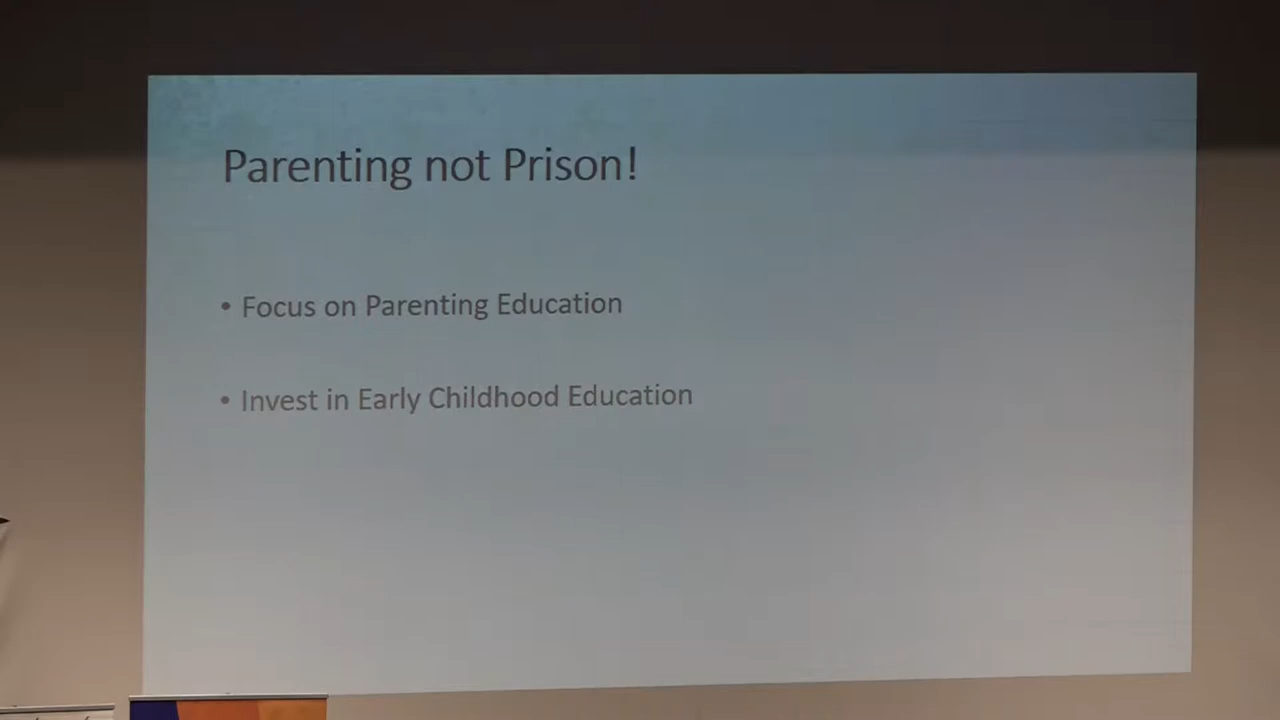 Parenting not Prison!
• Focus on Parenting Education
• Invest in Early Childhood Education